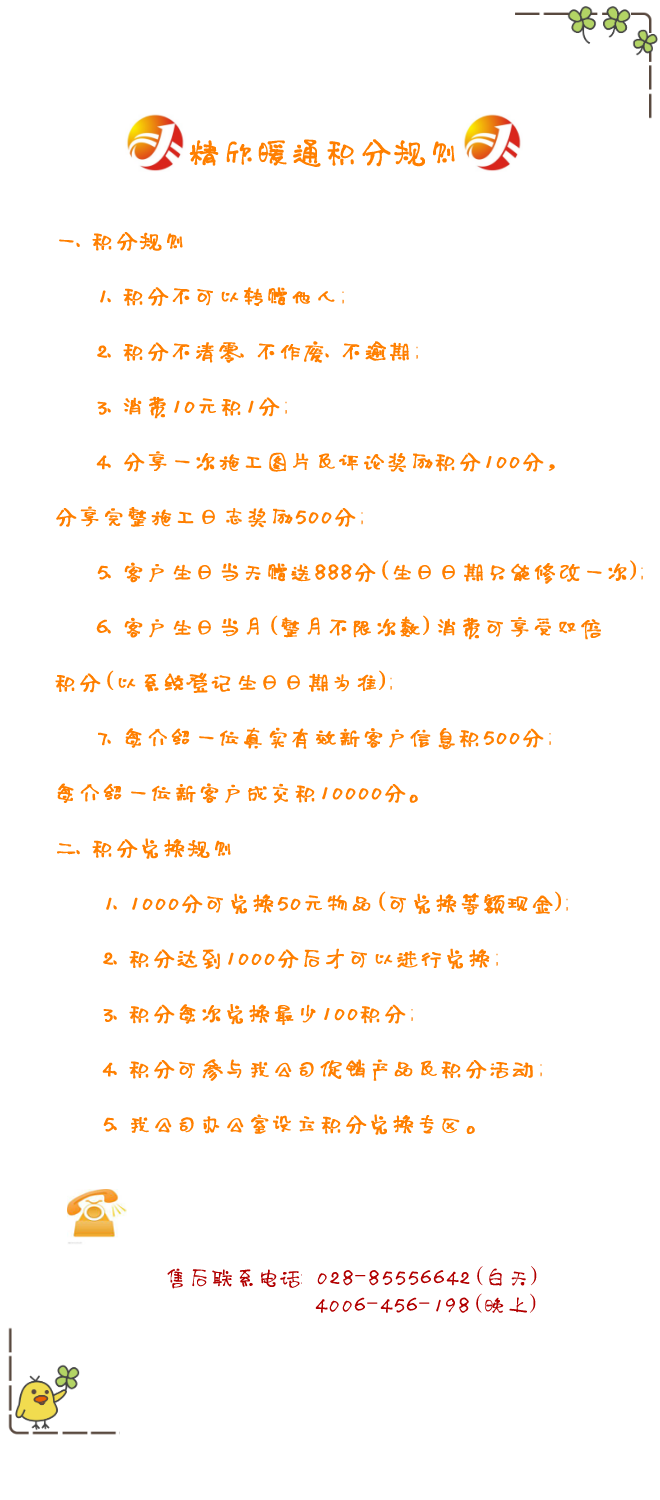 精欣暖通积分规则
一、积分规则
1、积分不可以转赠他人；
2、积分不清零、不作废、不逾期；
3、消费10元积1分；
4、分享一次施工图片及评论奖励积分100分，
分享完整施工日志奖励500分；
5、客户生日当天赠送888分(生日日期只能修改一次)；
6、客户生日当月(整月不限次数)消费可享受双倍
积分(以系统登记生日日期为准)；
7、每介绍一位真实有效新客户信息积500分；
每介绍一位新客户成交积10000分。
二、积分兑换规则
1、1000分可兑换50元物品(可兑换等额现金)；
2、积分达到1000分后才可以进行兑换；
3、积分每次兑换最少100积分；
4、积分可参与我公司促销产品及积分活动；
5、我公司办公室设立积分兑换专区。
售后联系电话：028-85556642(白天)
4006-456-198(晚上)